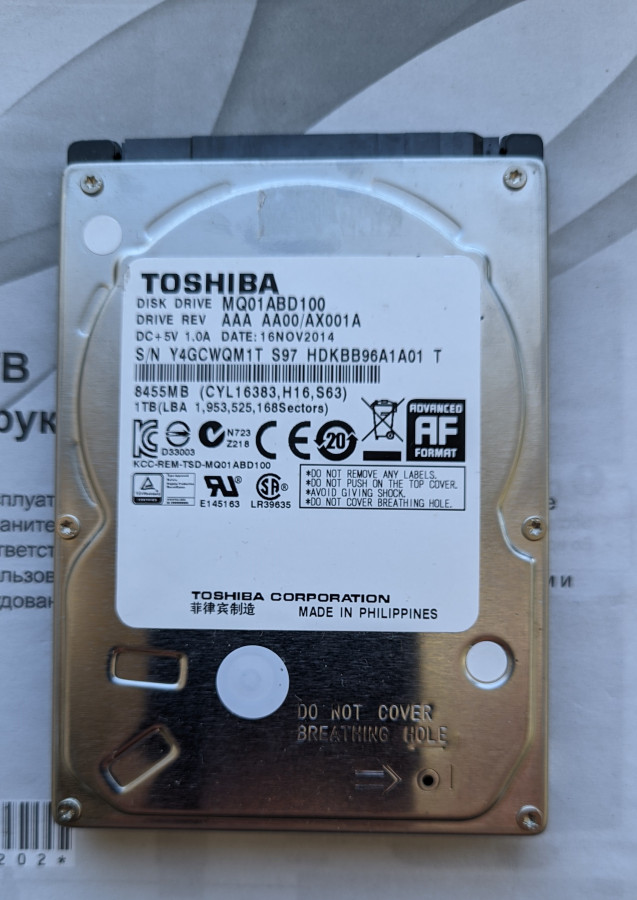 TOSHIBA
DISK DRIVE MQ01ABD100
DRIVE REV AAA AA00/AX001A
DC+5V 1.0A DATE:16NOV2014
S/N Y4GCWQM1T S97 HDKBB96A1A01 T
8455MB (CYL16383,H16,S63)
1TB(LBA 1,953,525,168Sectors)
D33003
N723
Z218
20
ADVANCED
AF
FORMAT
KCC-REM-TSD-MQ01ABD100
E145163
LR39635
*DO NOT REMOVE ANY LABELS.
*DO NOT PUSH ON THE TOP COVER.
*AVOID GIVING SHOCK.
*DO NOT COVER BREATHING HOLE.
TOSHIBA CORPORATION
菲律宾制造
MADE IN PHILIPPINES
DO NOT COVER
BREATHING HOLE
202*